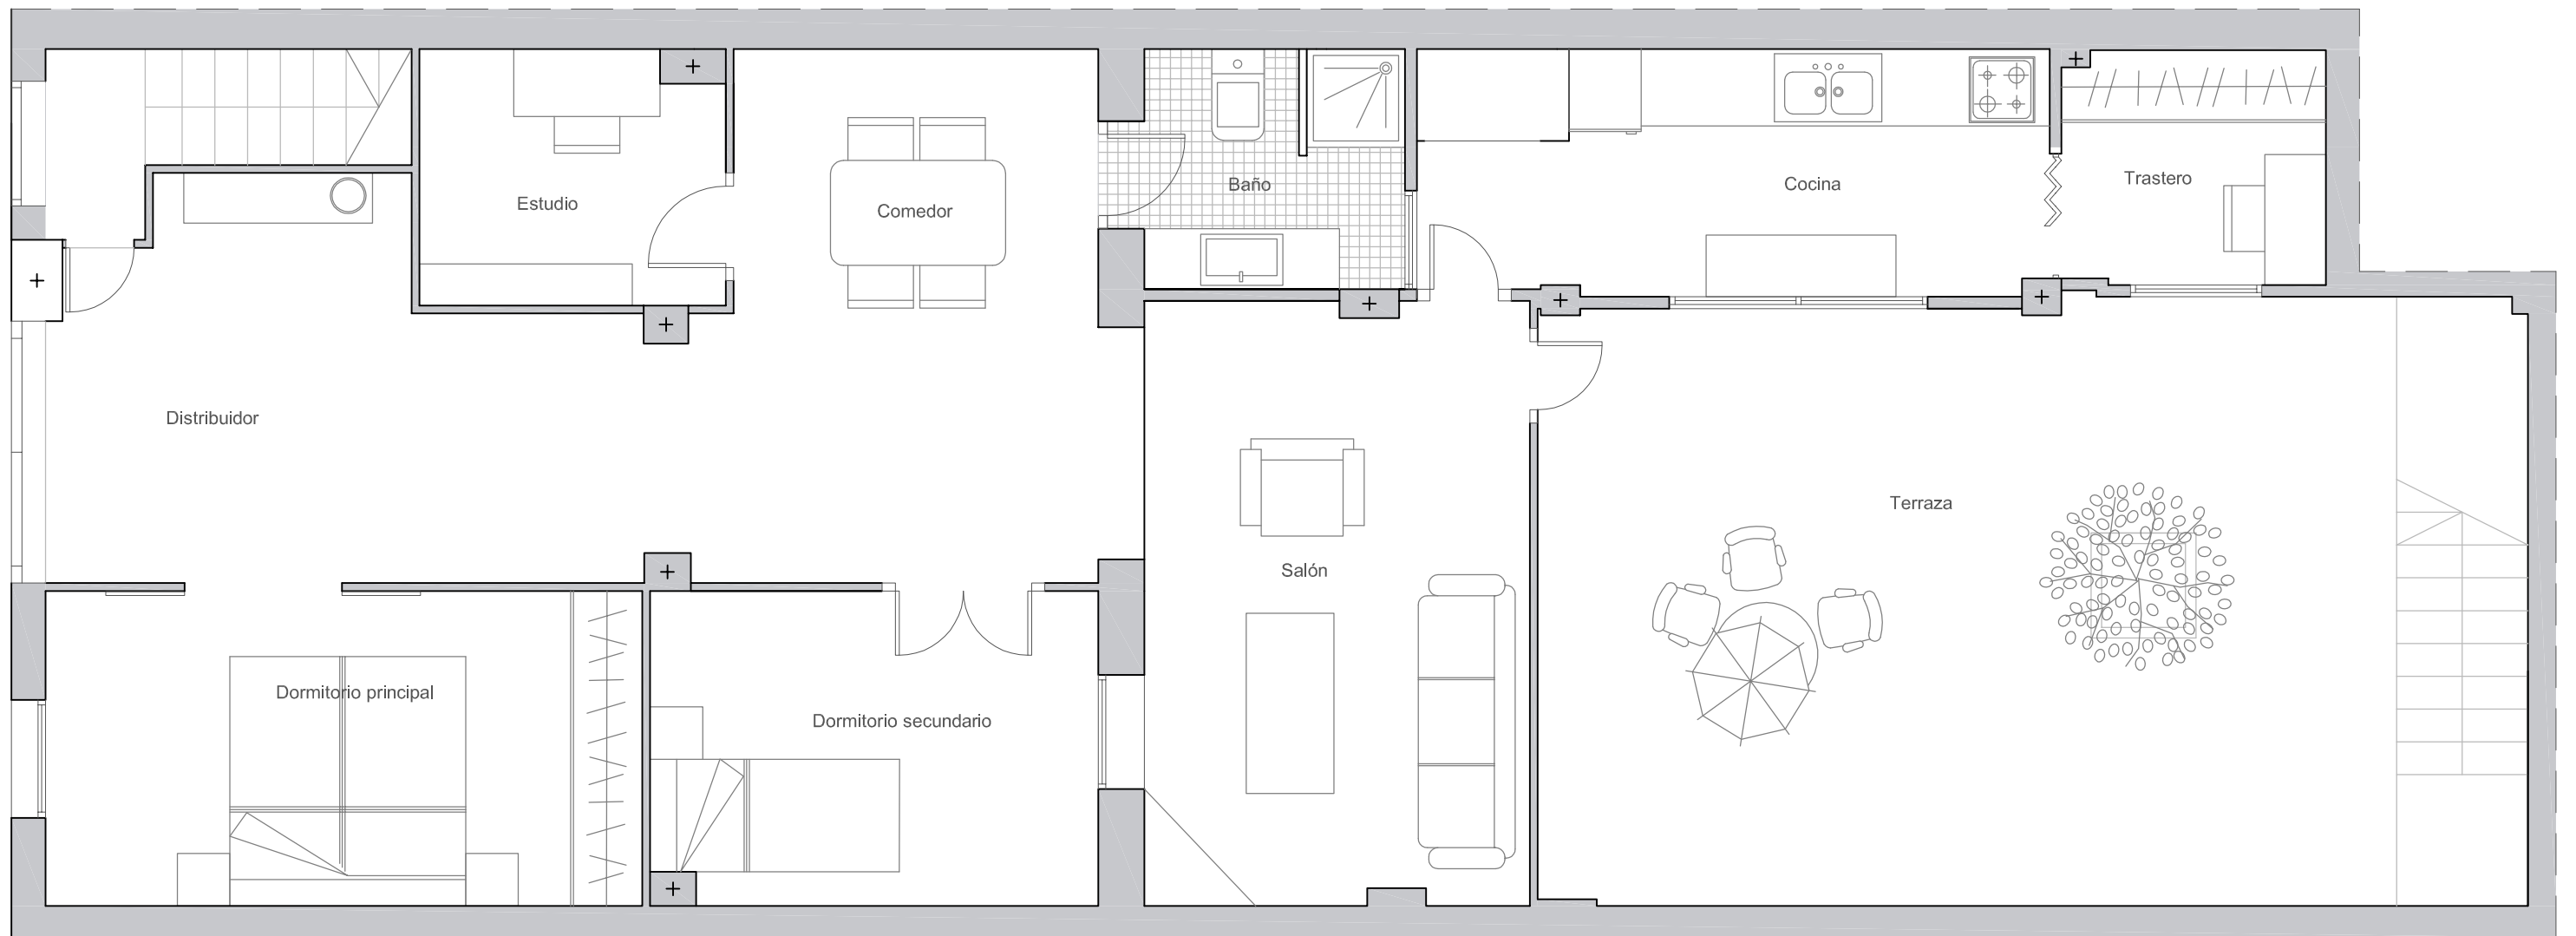 Estudio
Comedor
Baño
Cocina
Trastero
Distribuidor
Salón
Terraza
Dormitorio principal
Dormitorio secundario